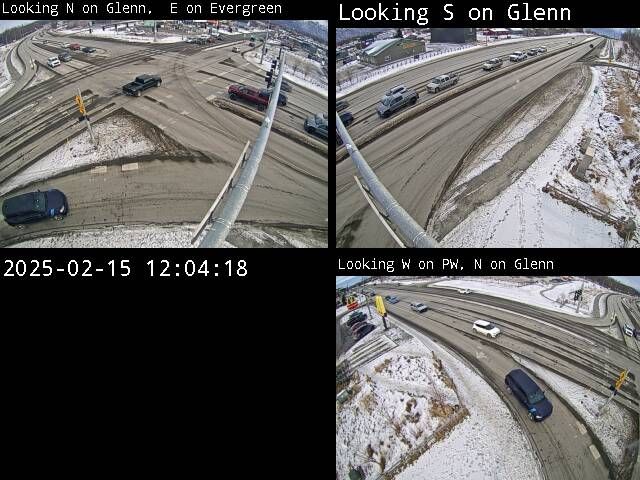 Looking N on Glenn,  E on Evergreen
Looking S on Glenn
2025-02-15 12:04:18
Looking W on PW, N on Glenn